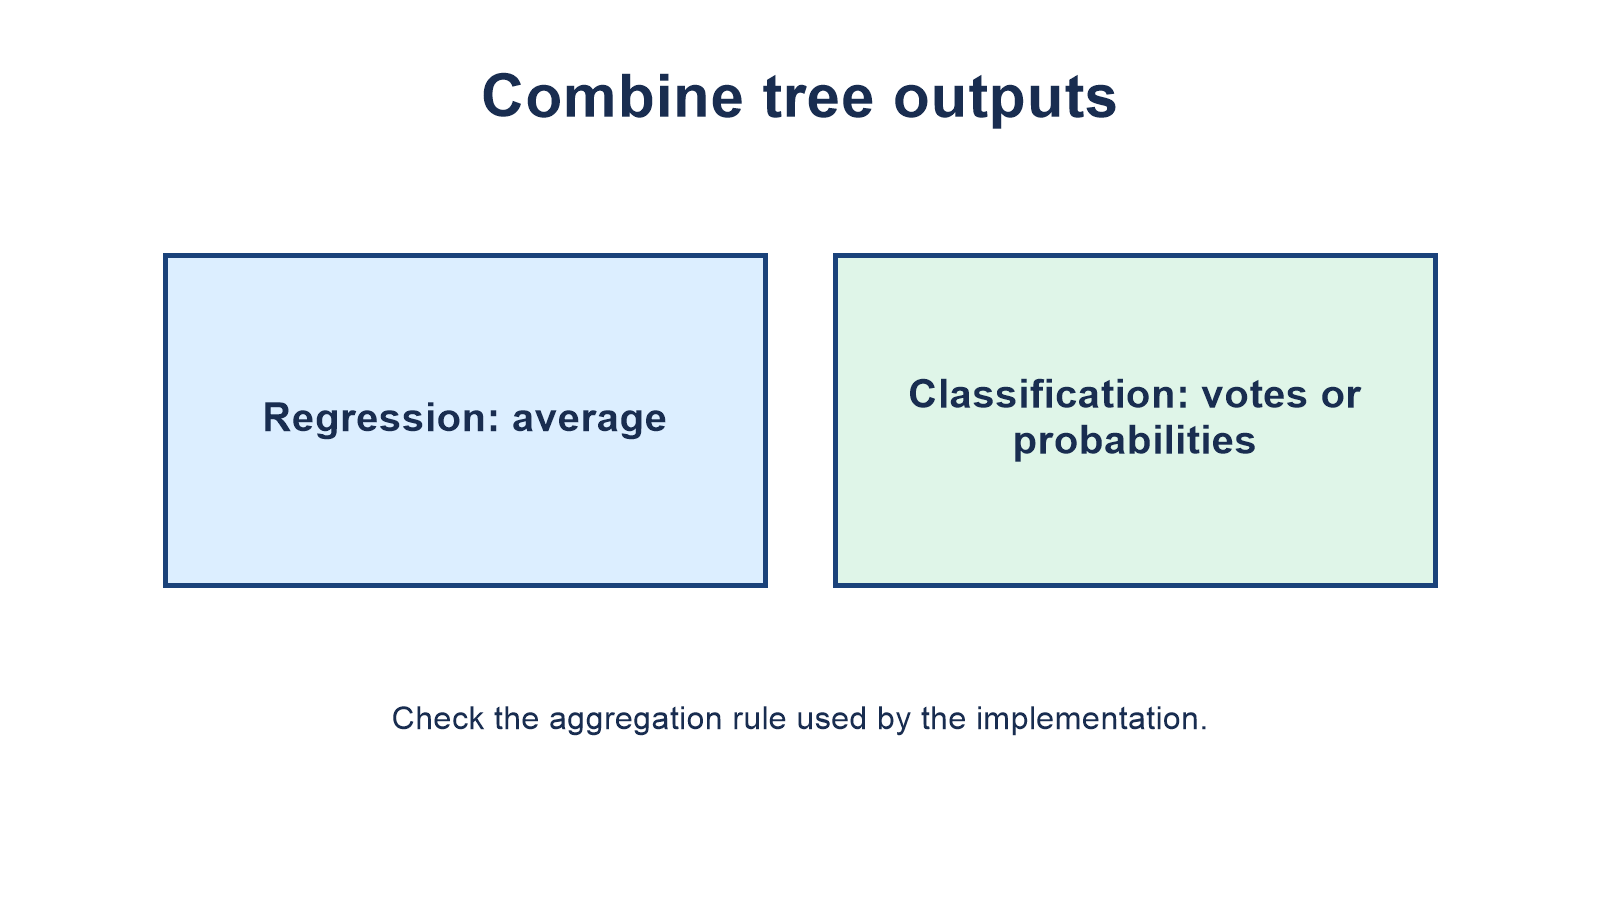 Combine tree outputs
Regression: average
Classification: votes or
probabilities
Check the aggregation rule used by the implementation.